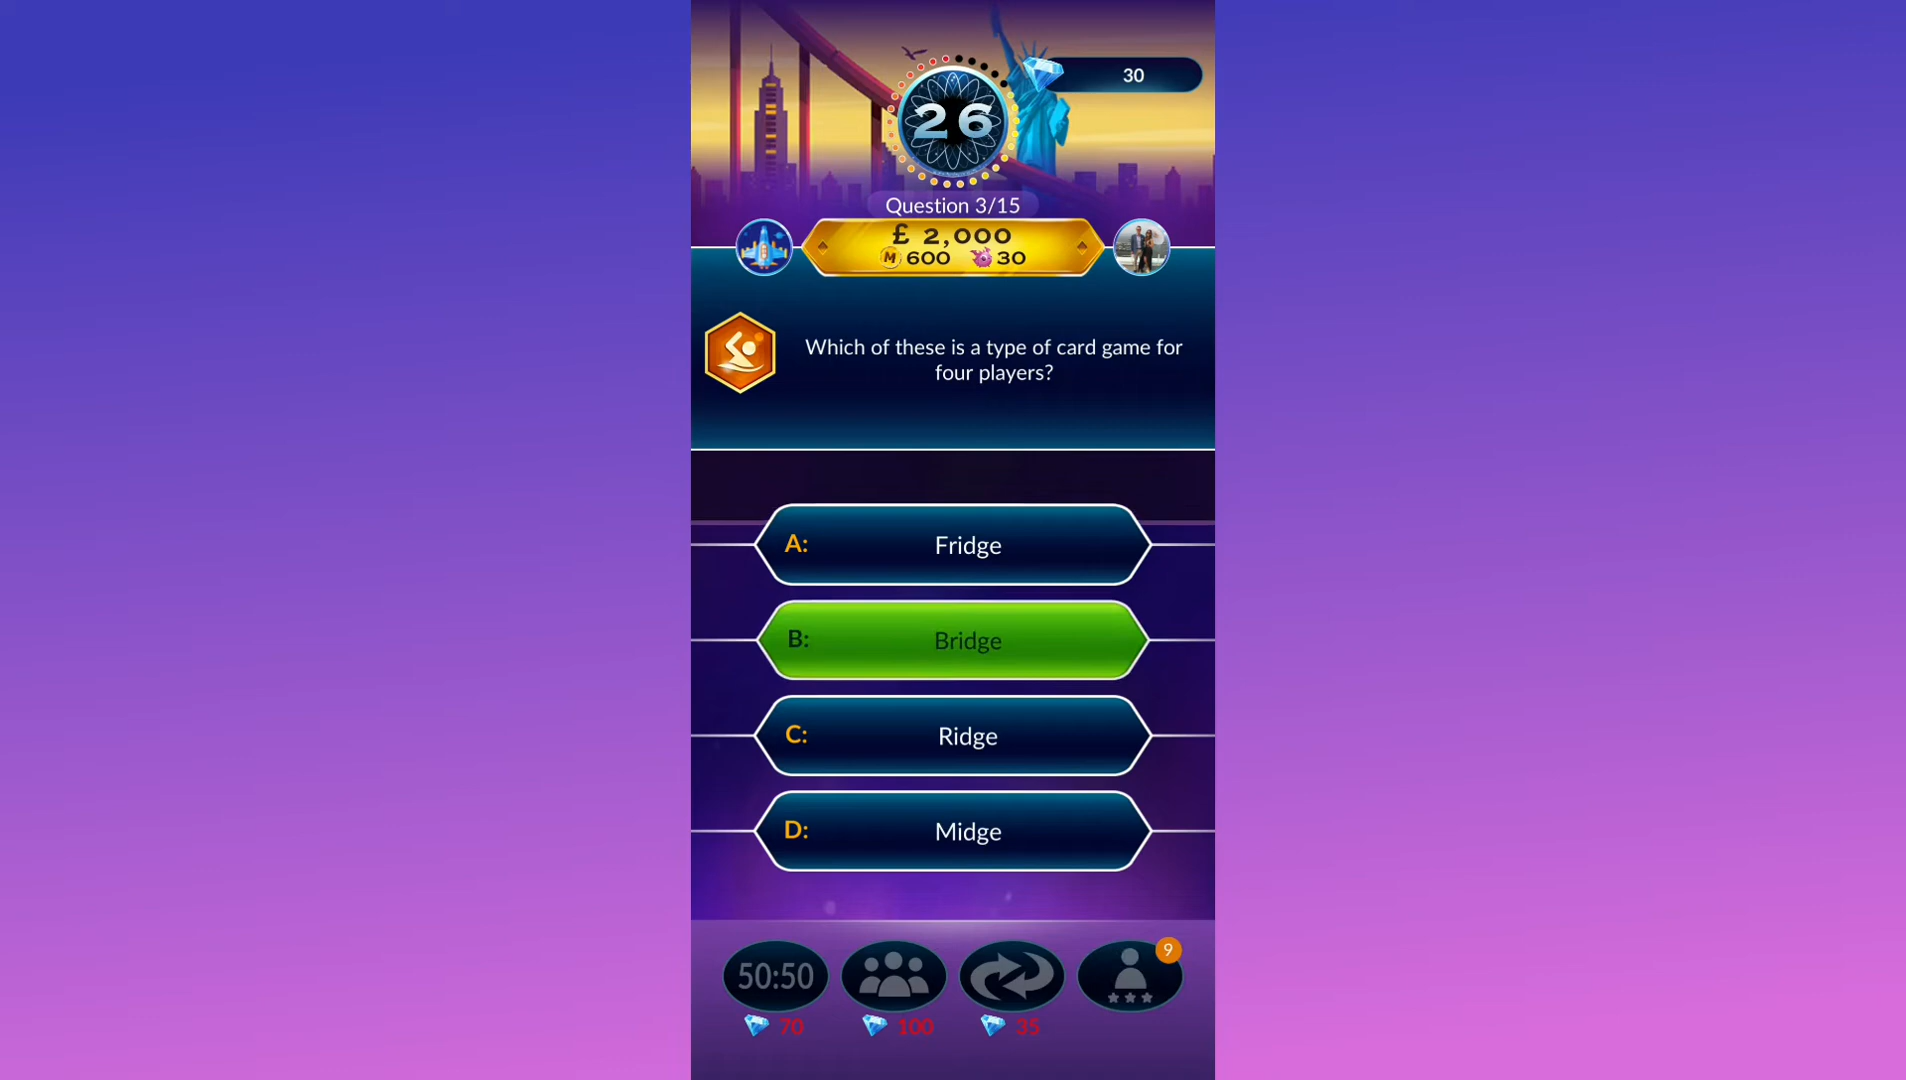 30
26
Question 3/15
£ 2,000
M 600 30
Which of these is a type of card game for
four players?
A: Fridge
B: Bridge
C: Ridge
D: Midge
9
50:50
70 100 35